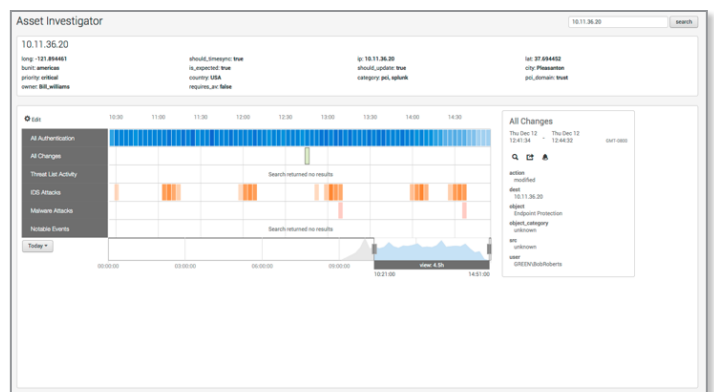 Asset Investigator
10.11.36.20 search
10.11.36.20
long: -121.894461 should_timesync: true ip: 10.11.36.20 lat: 37.694452
bunit: americas is_expected: true should_update: true city: Pleasanton
priority: critical country: USA category: pci, splunk pci_domain: trust
owner: Bill_williams requires_av: false
Edit 10:30 11:00 11:30 12:00 12:30 13:00 13:30 14:00 14:30
All Authentication
All Changes
Threat List Activity Search returned no results
IDS Attacks
Malware Attacks
Notable Events Search returned no results
Today
view: 4.5h
00:00:00 03:00:00 06:00:00 09:00:00
10:21:00 14:51:00
All Changes
Thu Dec 12 Thu Dec 12
12:41:34 - 12:44:32 GMT-0800
action
modified
dest
10.11.36.20
object
Endpoint Protection
object_category
unknown
src
unknown
user
GREEN\BobRoberts